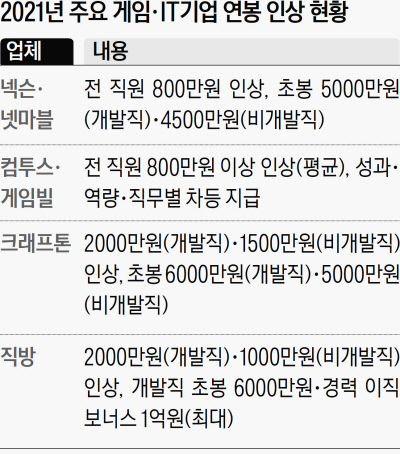 2021년 주요 게임·IT기업 연봉 인상 현황
업체 내용
넥슨· 전 직원 800만원 인상, 초봉 5000만원
넷마블 (개발직)·4500만원(비개발직)
컴투스· 전 직원 800만원 이상 인상(평균), 성과·
게임빌 역량·직무별 차등 지급
크래프톤 2000만원(개발직)·1500만원(비개발직)
인상, 초봉 6000만원(개발직)·5000만원
(비개발직)
직방 2000만원(개발직)·1000만원(비개발직)
인상, 개발직 초봉 6000만원·경력 이직
보너스 1억원(최대)